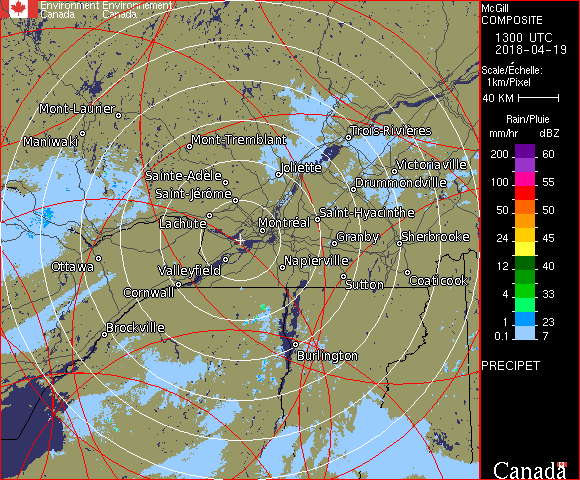 Environment Environnement
Canada Canada
McGill
COMPOSITE
1300 UTC
2018-04-19
Scale/Échelle:
1km/Pixel
40 KM
Rain/Pluie
mm/hr dBZ
200 60
100 55
50 50
24 45
12 40
4 33
1 23
0.1 7
PRECIPET
Mont-Laurier
Maniwaki
Mont-Tremblant
Trois-Rivières
Sainte-Adèle
Joliette
Victoriaville
Saint-Jérôme
Drummondville
Lachute
Montréal
Saint-Hyacinthe
Granby
Sherbrooke
Ottawa
Valleyfield
Napierville
Cornwall
Sutton
Coaticook
Brockville
Burlington
Canada